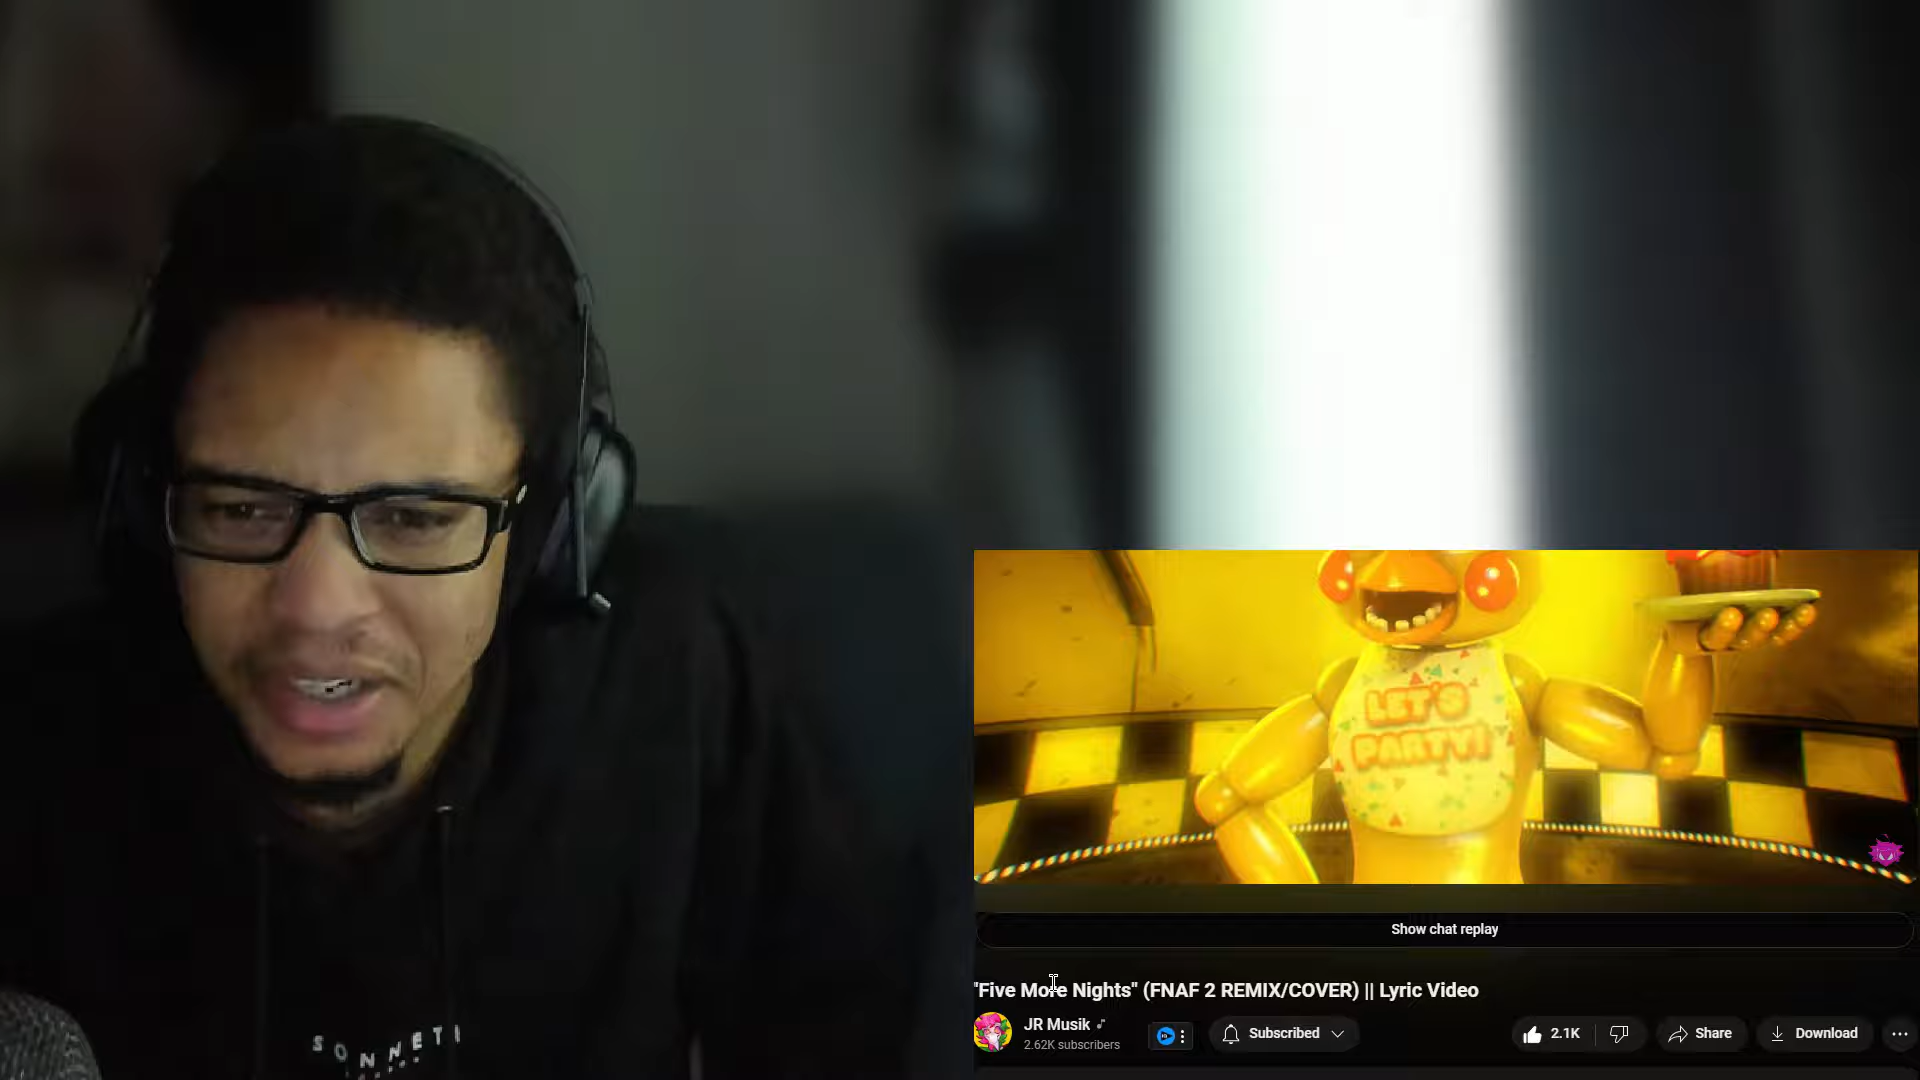 LET'S
PARTY!
Show chat replay
"Five More Nights" (FNAF 2 REMIX/COVER) || Lyric Video
JR Musik
2.62K subscribers
Subscribed
2.1K
Share
Download
SONNETI